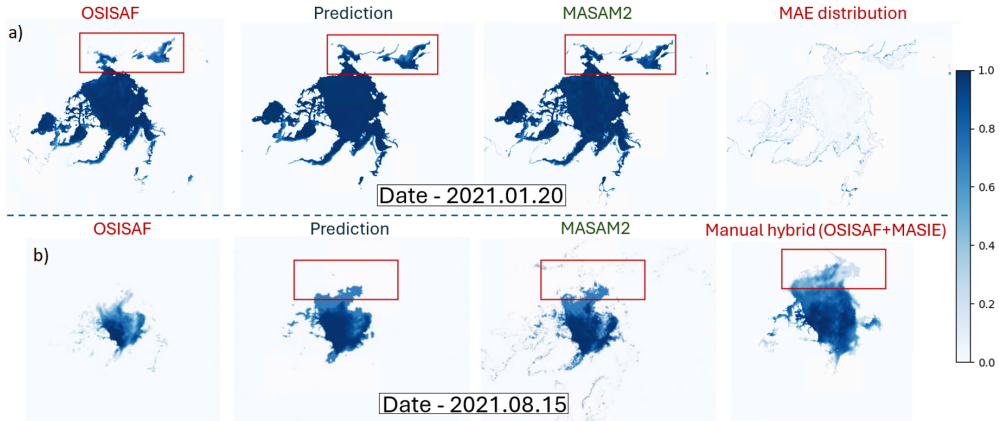 OSISAF Prediction MASAM2 MAE distribution
a)
1.0
0.8
Date - 2021.01.20
0.6
OSISAF Prediction MASAM2 Manual hybrid (OSISAF+MASIE)
b)
0.4
0.2
0.0
Date - 2021.08.15